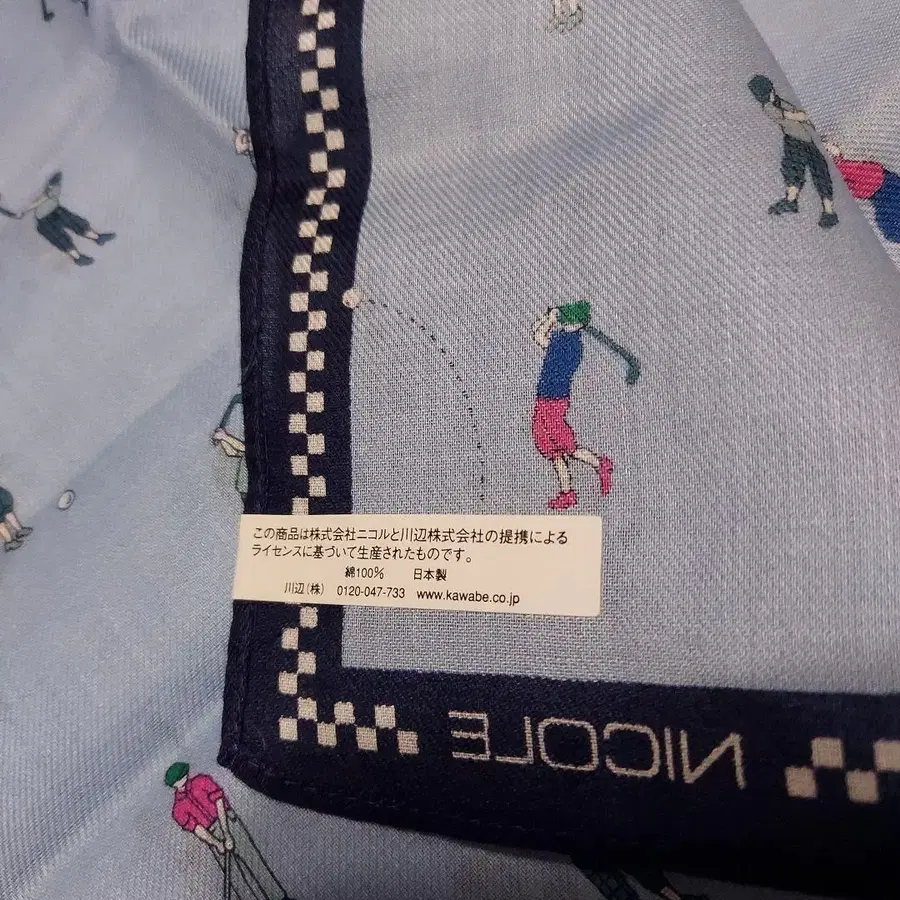 この商品は株式会社ニコルと川辺株式会社の提携による
ライセンスに基づいて生産されたものです。
綿100% 日本製
川辺(株) 0120-047-733 www.kawabe.co.jp
NICOLE